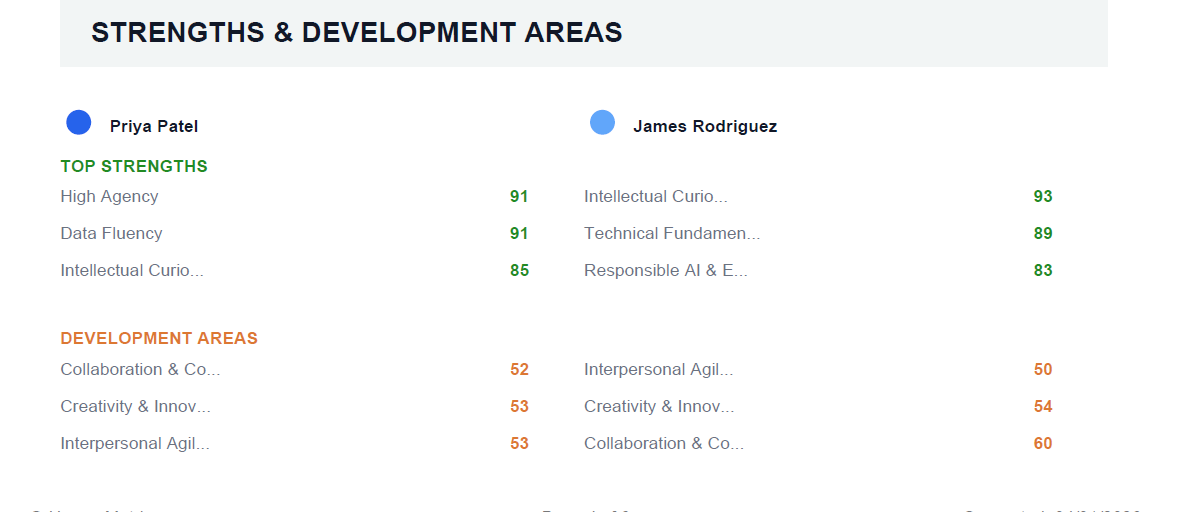 STRENGTHS & DEVELOPMENT AREAS
Priya Patel
James Rodriguez
TOP STRENGTHS
High Agency 91 Intellectual Curio... 93
Data Fluency 91 Technical Fundamen... 89
Intellectual Curio... 85 Responsible AI & E... 83
DEVELOPMENT AREAS
Collaboration & Co... 52 Interpersonal Agil... 50
Creativity & Innov... 53 Creativity & Innov... 54
Interpersonal Agil... 53 Collaboration & Co... 60